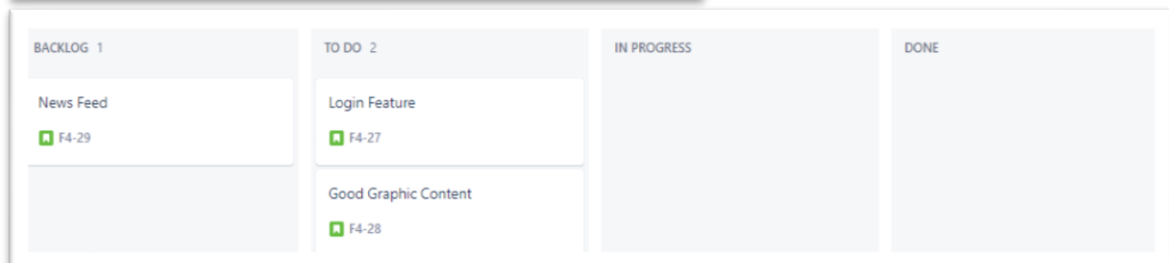 BACKLOG 1
News Feed
F4-29
TO DO 2
Login Feature
F4-27
Good Graphic Content
F4-28
IN PROGRESS
DONE